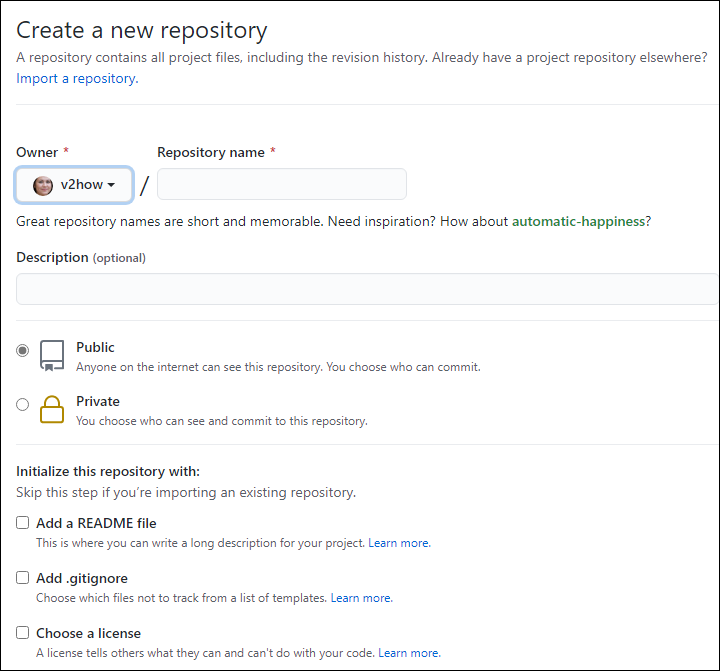 Create a new repository
A repository contains all project files, including the revision history. Already have a project repository elsewhere?
Import a repository.
Owner * Repository name *
v2how /
Great repository names are short and memorable. Need inspiration? How about automatic-happiness?
Description (optional)
Public
Anyone on the internet can see this repository. You choose who can commit.
Private
You choose who can see and commit to this repository.
Initialize this repository with:
Skip this step if you’re importing an existing repository.
Add a README file
This is where you can write a long description for your project. Learn more.
Add .gitignore
Choose which files not to track from a list of templates. Learn more.
Choose a license
A license tells others what they can and can't do with your code. Learn more.